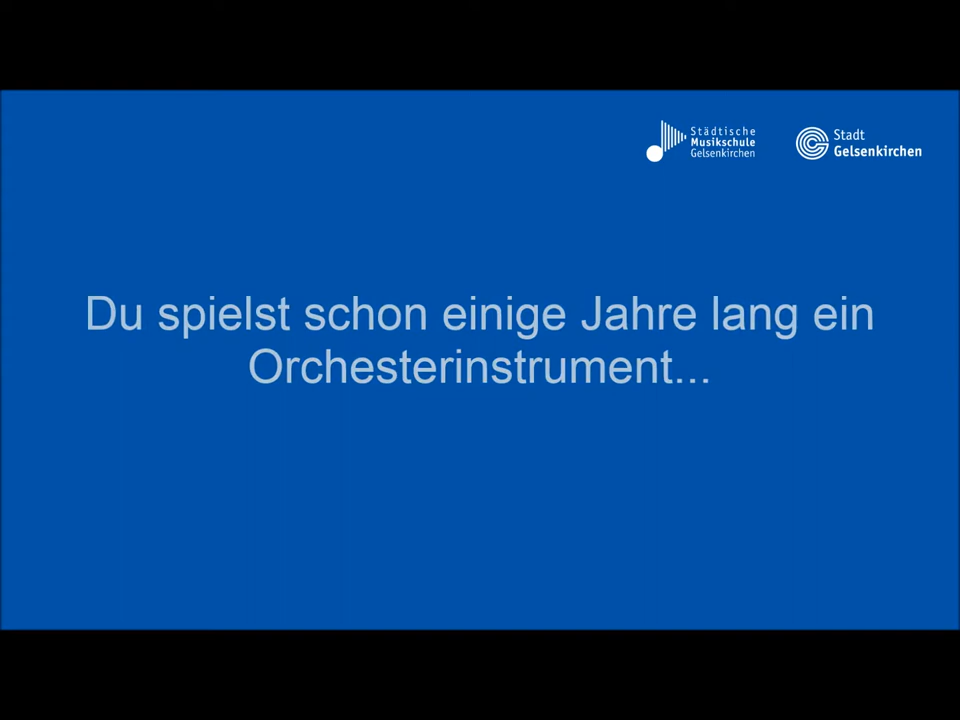 Städtische
Musikschule
Gelsenkirchen
Stadt
Gelsenkirchen
Du spielst schon einige Jahre lang ein
Orchesterinstrument...